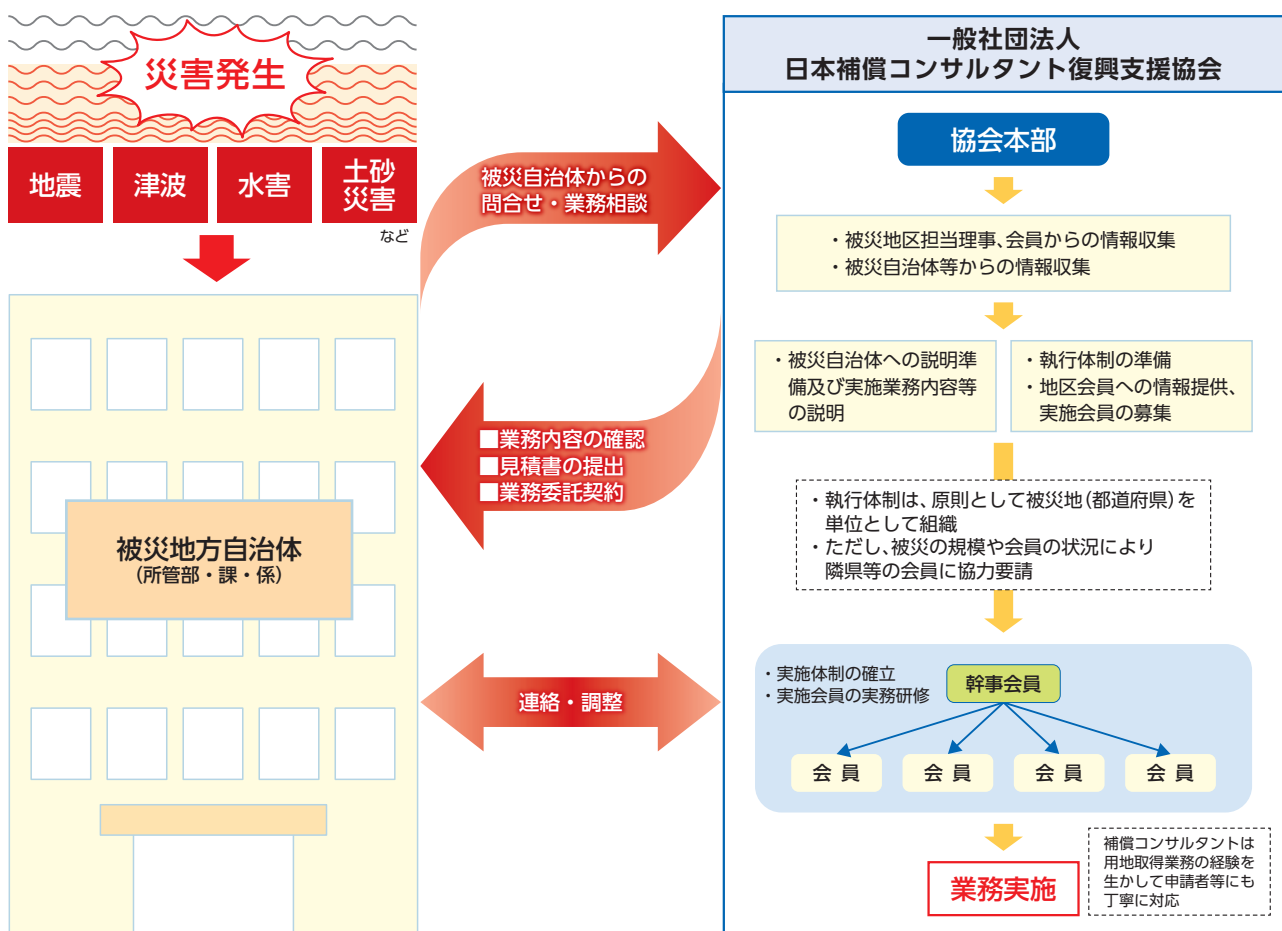 災害発生
地震
津波
水害
土砂
災害
など
被災地方自治体
(所管部・課・係)
被災自治体からの
問合せ・業務相談
■業務内容の確認
■見積書の提出
■業務委託契約
連絡・調整
一般社団法人
日本補償コンサルタント復興支援協会
協会本部
・被災地区担当理事、会員からの情報収集
・被災自治体等からの情報収集
・被災自治体への説明準
備及び実施業務内容等
の説明
・執行体制の準備
・地区会員への情報提供、
実施会員の募集
・執行体制は、原則として被災地(都道府県)を
単位として組織
・ただし、被災の規模や会員の状況により
隣県等の会員に協力要請
・実施体制の確立
・実施会員の実務研修
幹事会員
会 員
会 員
会 員
会 員
業務実施
補償コンサルタントは
用地取得業務の経験を
生かして申請者等にも
丁寧に対応